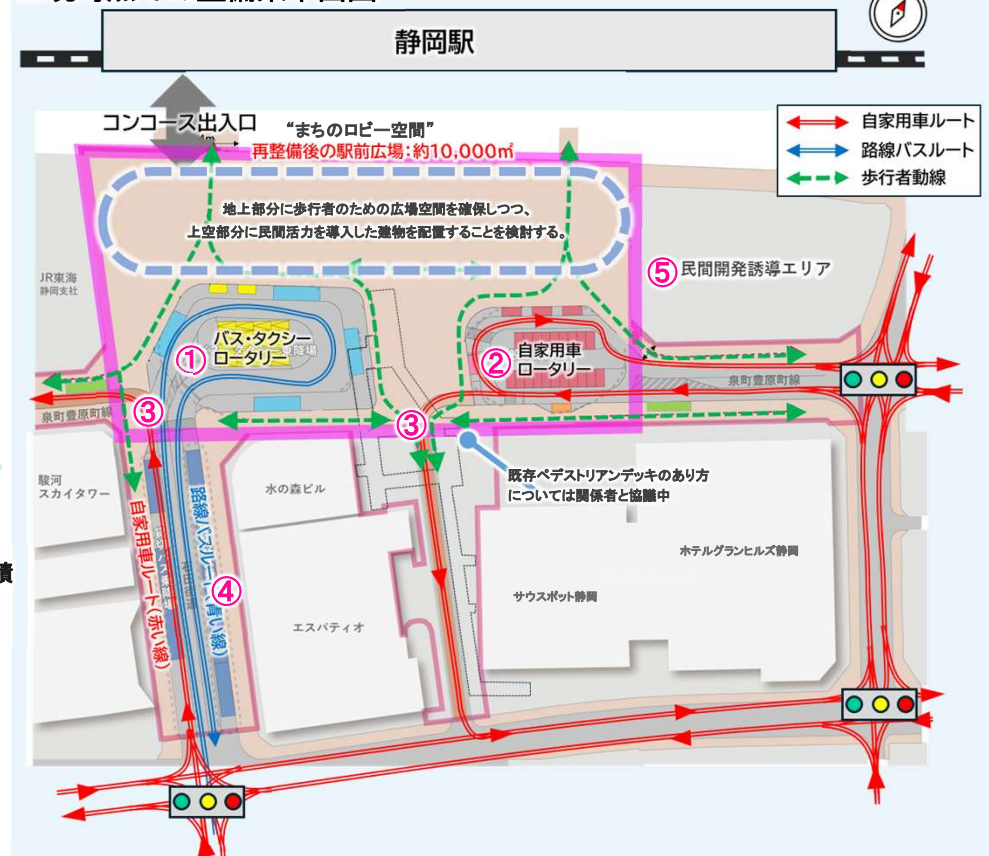 静岡駅
コンコース出入口
4m
“まちのロビー空間”
再整備後の駅前広場：約10,000㎡
自家用車ルート
路線バスルート
歩行者動線
地上部分に歩行者のための広場空間を確保しつつ、
上空部分に民間活力を導入した建物を配置することを検討する。
JR東海
静岡支社
⑤
民間開発誘導エリア
①
バス・タクシー
ロータリー
降場
②
自家用車
ロータリー
泉町豊原町線
③
泉町豊原町線
③
既存ペデストリアンデッキのあり方
については関係者と協議中
駿河
スカイタワー
水の森ビル
自家用車ルート（赤い線）
路線バスルート（青い線）
④
エスパティオ
サウスポット静岡
ホテルグランヒルズ静岡
積